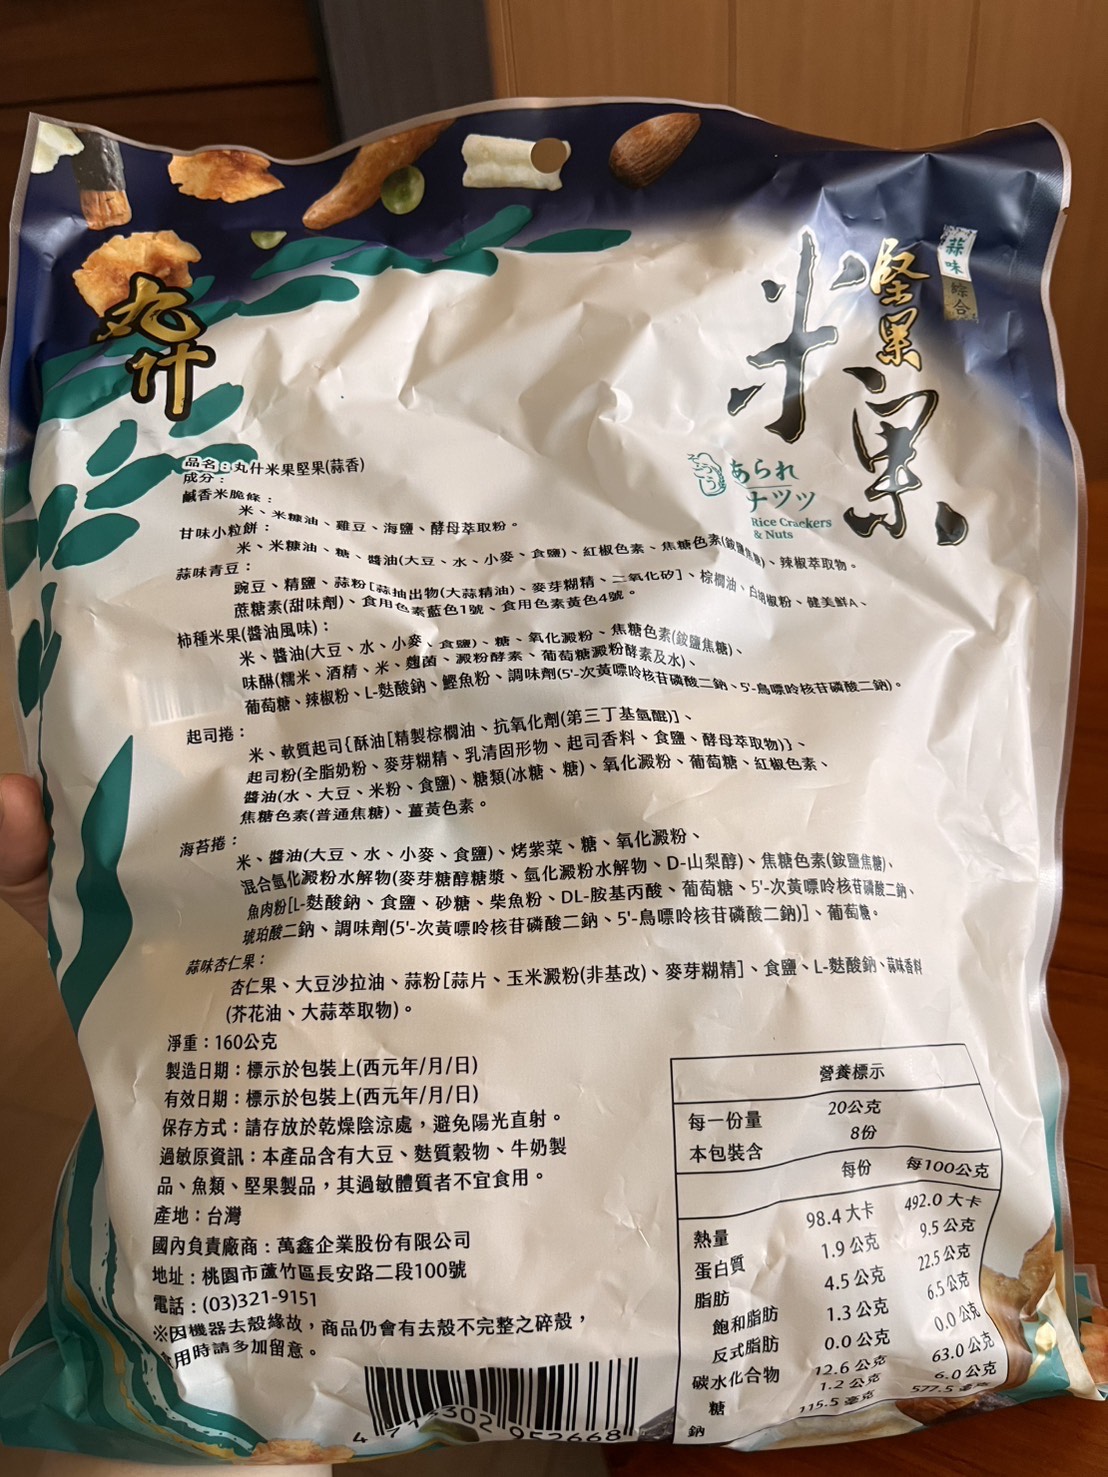 丸什
堅果
米果
蒜味
綜合
あられ
ナッツ
Rice Crackers
& Nuts
品名：丸什米果堅果(蒜香)
成分：
鹹香米脆條：
米、米糠油、雞豆、海鹽、酵母萃取粉。
甘味小粒餅：
米、米糠油、糖、醬油(大豆、水、小麥、食鹽)、紅椒色素、焦糖色素(銨鹽焦糖)、辣椒萃取物。
蒜味青豆：
豌豆、精鹽、蒜粉[蒜抽出物(大蒜精油)、麥芽糊精、二氧化矽]、棕櫚油、白胡椒粉、健美鮮A、
蔗糖素(甜味劑)、食用色素藍色1號、食用色素黃色4號。
柿種米果(醬油風味)：
米、醬油(大豆、水、小麥、食鹽)、糖、氧化澱粉、焦糖色素(銨鹽焦糖)、
味醂(糯米、酒精、米、麴菌、澱粉酵素、葡萄糖澱粉酵素及水)、
葡萄糖、辣椒粉、L-麩酸鈉、鰹魚粉、調味劑(5'-次黃嘌呤核苷磷酸二鈉、5'-鳥嘌呤核苷磷酸二鈉)。
起司捲：
米、軟質起司{酥油[精製棕櫚油、抗氧化劑(第三丁基氫醌)]、
起司粉(全脂奶粉、麥芽糊精、乳清固形物、起司香料、食鹽、酵母萃取物)}、
醬油(水、大豆、米粉、食鹽)、糖類(冰糖、糖)、氧化澱粉、葡萄糖、紅椒色素、
焦糖色素(普通焦糖)、薑黃色素。
海苔捲：
米、醬油(大豆、水、小麥、食鹽)、烤紫菜、糖、氧化澱粉、
混合氫化澱粉水解物(麥芽糖醇糖漿、氫化澱粉水解物、D-山梨醇)、焦糖色素(銨鹽焦糖)、
魚肉粉[L-麩酸鈉、食鹽、砂糖、柴魚粉、DL-胺基丙酸、葡萄糖、5'-次黃嘌呤核苷磷酸二鈉、
琥珀酸二鈉、調味劑(5'-次黃嘌呤核苷磷酸二鈉、5'-鳥嘌呤核苷磷酸二鈉)]、葡萄糖。
蒜味杏仁果：
杏仁果、大豆沙拉油、蒜粉[蒜片、玉米澱粉(非基改)、麥芽糊精]、食鹽、L-麩酸鈉、蒜味香料
(芥花油、大蒜萃取物)。
淨重：160公克
製造日期：標示於包裝上(西元年/月/日)
有效日期：標示於包裝上(西元年/月/日)
保存方式：請存放於乾燥陰涼處，避免陽光直射。
過敏原資訊：本產品含有大豆、麩質穀物、牛奶製
品、魚類、堅果製品，其過敏體質者不宜食用。
產地：台灣
國內負責廠商：萬鑫企業股份有限公司
地址：桃園市蘆竹區長安路二段100號
電話：(03)321-9151
※因機器去殼緣故，商品仍會有去殼不完整之碎殼，
食用時請多加留意。
營養標示
每一份量 20公克
本包裝含 8份
每份 每100公克
熱量 98.4 大卡 492.0 大卡
蛋白質 1.9 公克 9.5 公克
脂肪 4.5 公克 22.5 公克
飽和脂肪 1.3 公克 6.5 公克
反式脂肪 0.0 公克 0.0 公克
碳水化合物 12.6 公克 63.0 公克
糖 1.2 公克 6.0 公克
鈉 115.5 毫克 577.5 毫克